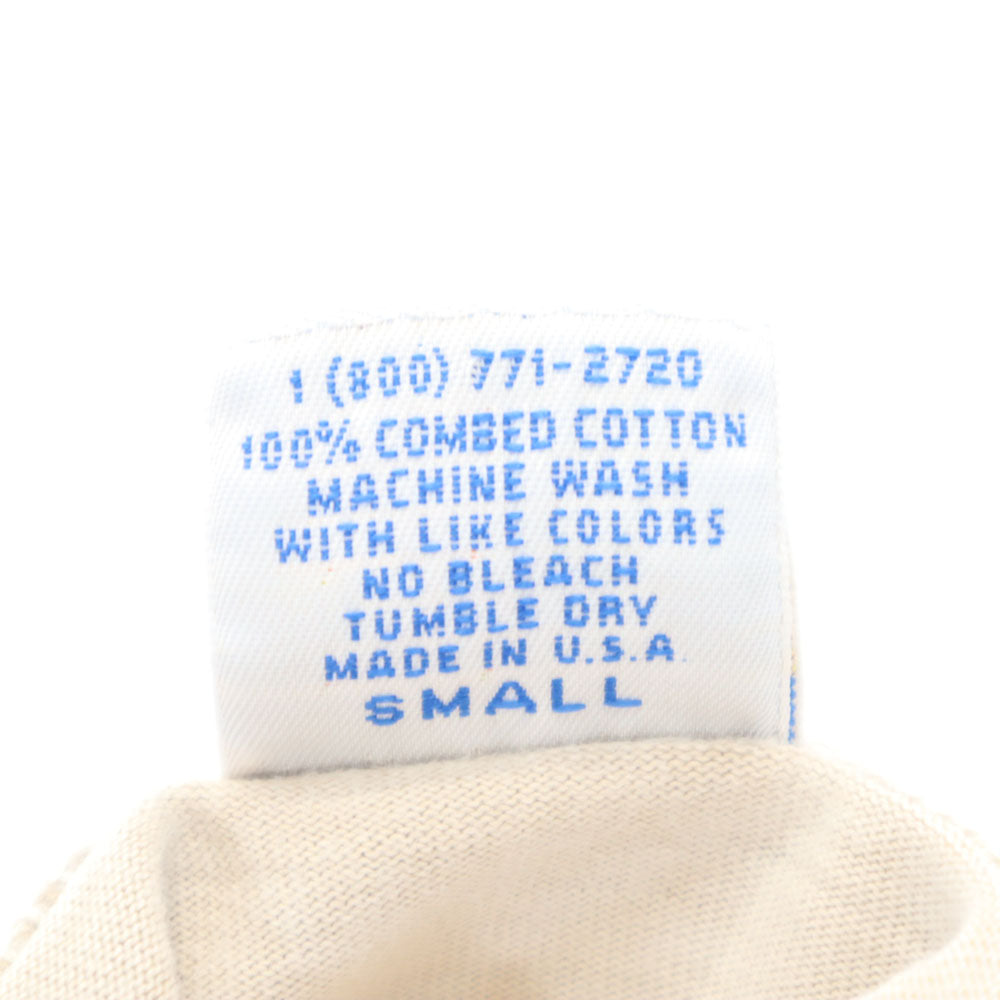 1 (800) 771-2720
100% COMBED COTTON
MACHINE WASH
WITH LIKE COLORS
NO BLEACH
TUMBLE DRY
MADE IN U.S.A.
SMALL